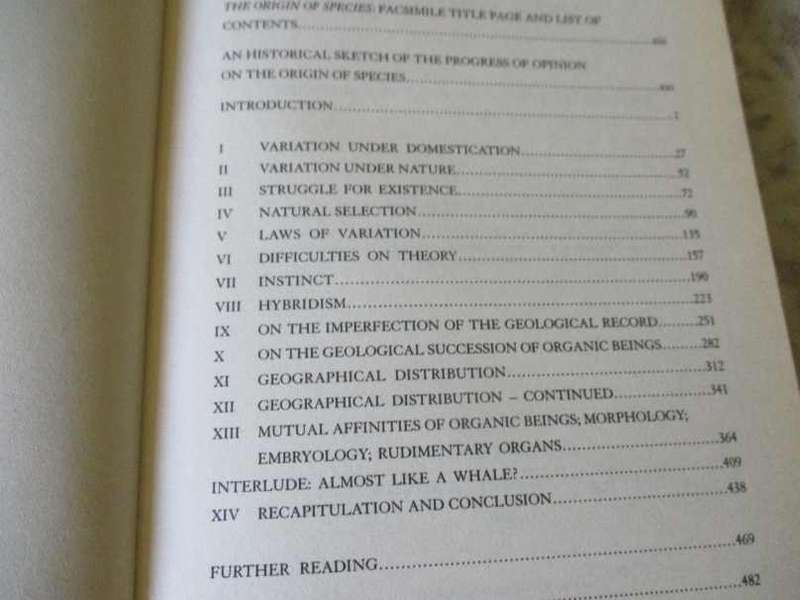 THE ORIGIN OF SPECIES: FACSIMILE TITLE PAGE AND LIST OF
CONTENTS
AN HISTORICAL SKETCH OF THE PROGRESS OF OPINION
ON THE ORIGIN OF SPECIES
INTRODUCTION 1
I VARIATION UNDER DOMESTICATION 27
II VARIATION UNDER NATURE 52
III STRUGGLE FOR EXISTENCE 72
IV NATURAL SELECTION 90
V LAWS OF VARIATION 135
VI DIFFICULTIES ON THEORY 157
VII INSTINCT 190
VIII HYBRIDISM 223
IX ON THE IMPERFECTION OF THE GEOLOGICAL RECORD 251
X ON THE GEOLOGICAL SUCCESSION OF ORGANIC BEINGS 282
XI GEOGRAPHICAL DISTRIBUTION 312
XII GEOGRAPHICAL DISTRIBUTION – CONTINUED 341
XIII MUTUAL AFFINITIES OF ORGANIC BEINGS; MORPHOLOGY;
EMBRYOLOGY; RUDIMENTARY ORGANS 364
INTERLUDE: ALMOST LIKE A WHALE? 409
XIV RECAPITULATION AND CONCLUSION 438
FURTHER READING 469
482